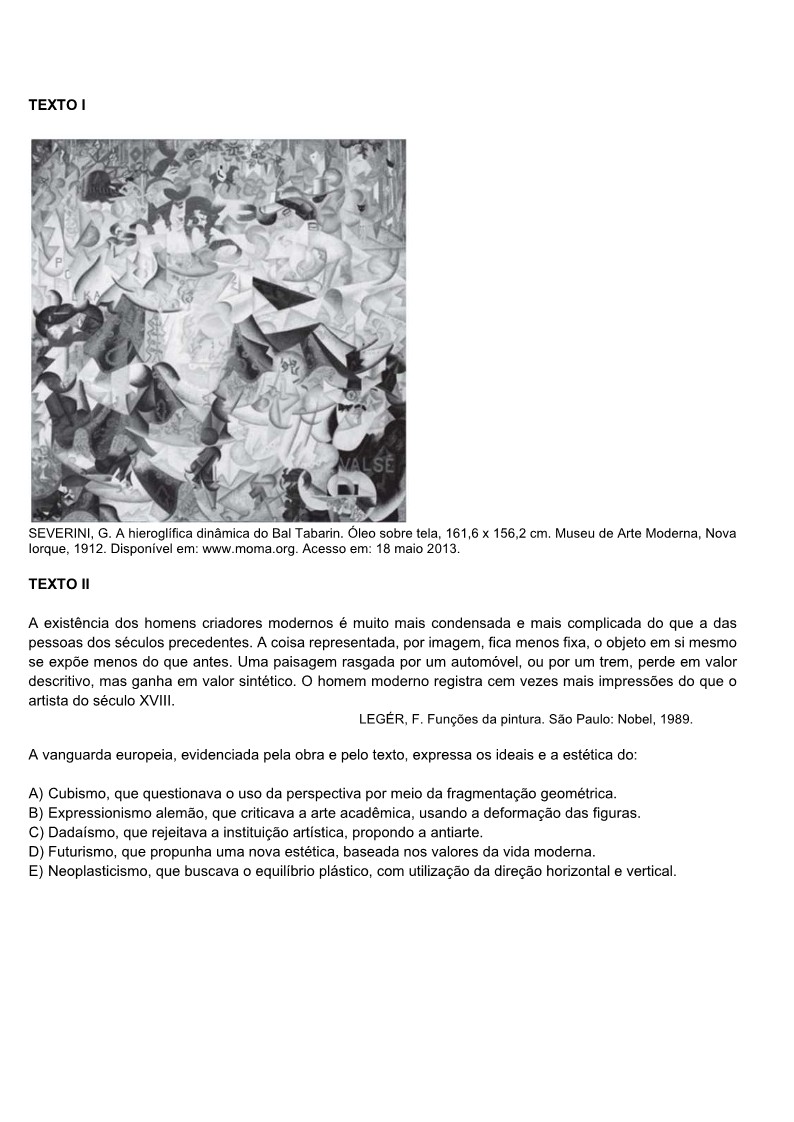 TEXTO I
P
C
LKA
VALSE
SEVERINI, G. A hieroglífica dinâmica do Bal Tabarin. Óleo sobre tela, 161,6 x 156,2 cm. Museu de Arte Moderna, Nova
Iorque, 1912. Disponível em: www.moma.org. Acesso em: 18 maio 2013.
TEXTO II
A existência dos homens criadores modernos é muito mais condensada e mais complicada do que a das
pessoas dos séculos precedentes. A coisa representada, por imagem, fica menos fixa, o objeto em si mesmo
se expõe menos do que antes. Uma paisagem rasgada por um automóvel, ou por um trem, perde em valor
descritivo, mas ganha em valor sintético. O homem moderno registra cem vezes mais impressões do que o
artista do século XVIII.
LEGÉR, F. Funções da pintura. São Paulo: Nobel, 1989.
A vanguarda europeia, evidenciada pela obra e pelo texto, expressa os ideais e a estética do:
A) Cubismo, que questionava o uso da perspectiva por meio da fragmentação geométrica.
B) Expressionismo alemão, que criticava a arte acadêmica, usando a deformação das figuras.
C) Dadaísmo, que rejeitava a instituição artística, propondo a antiarte.
D) Futurismo, que propunha uma nova estética, baseada nos valores da vida moderna.
E) Neoplasticismo, que buscava o equilíbrio plástico, com utilização da direção horizontal e vertical.